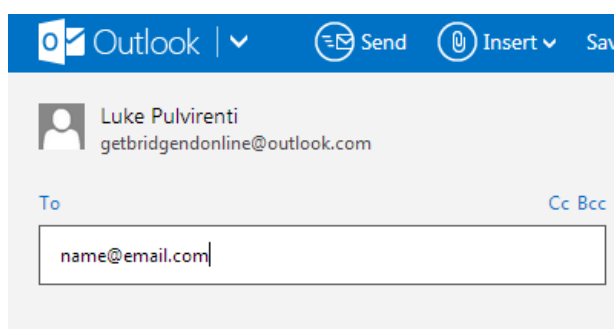 Outlook Send Insert Sav
Luke Pulvirenti
getbridgendonline@outlook.com
To Cc Bcc
name@email.com